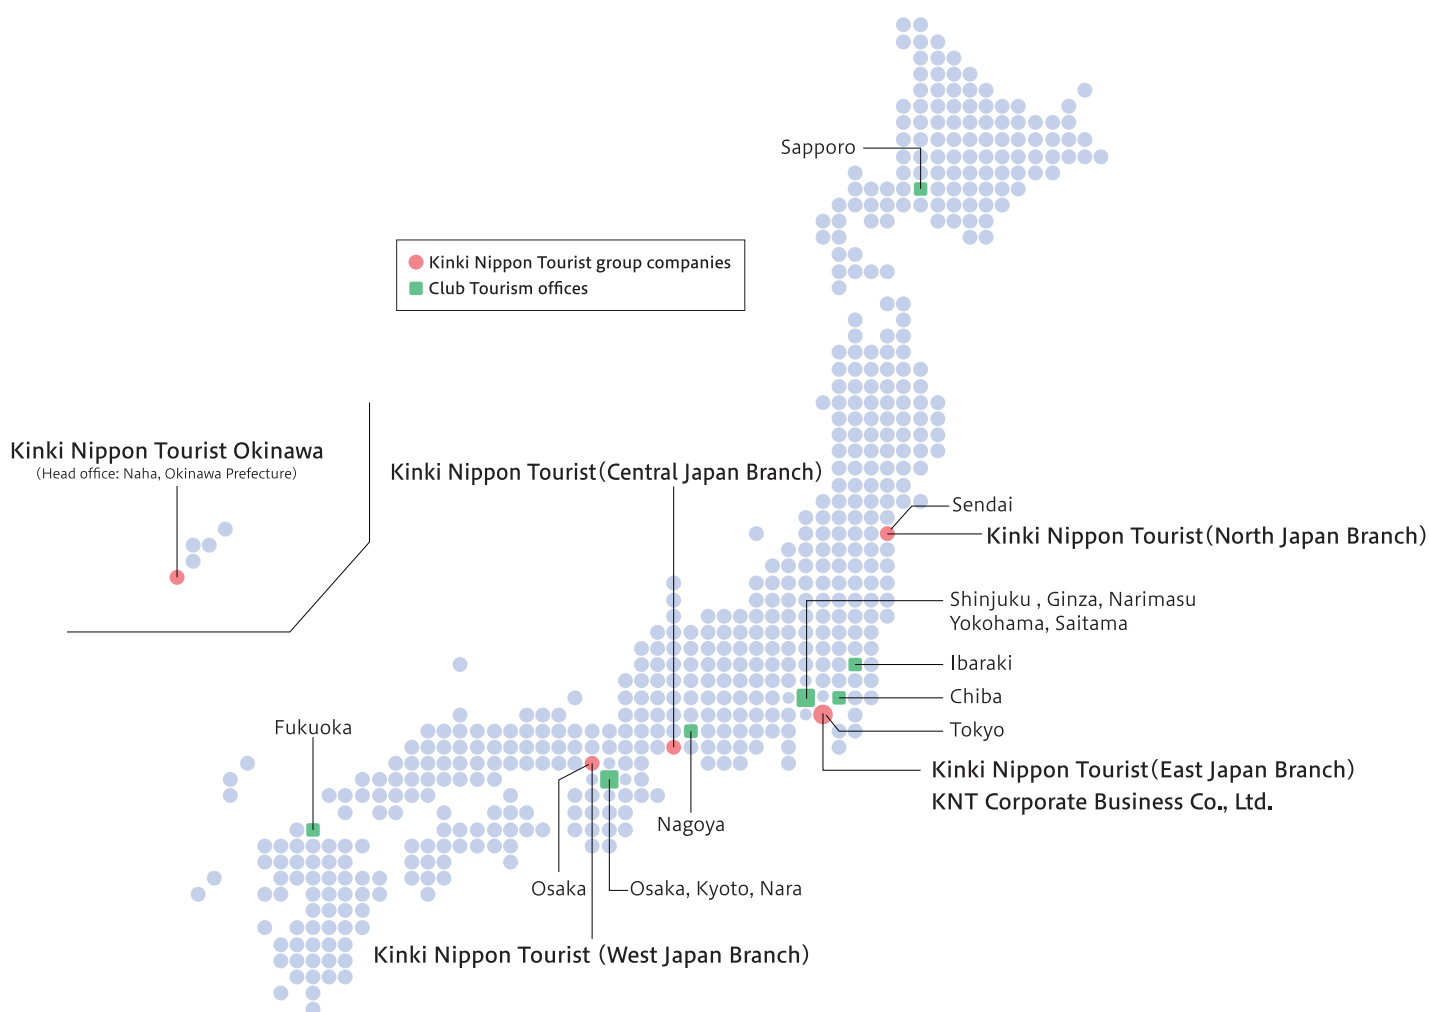 Sapporo
Kinki Nippon Tourist group companies
Club Tourism offices
Kinki Nippon Tourist Okinawa
(Head office: Naha, Okinawa Prefecture)
Kinki Nippon Tourist(Central Japan Branch)
Sendai
Kinki Nippon Tourist(North Japan Branch)
Shinjuku , Ginza, Narimasu
Yokohama, Saitama
Ibaraki
Chiba
Tokyo
Kinki Nippon Tourist(East Japan Branch)
KNT Corporate Business Co., Ltd.
Fukuoka
Nagoya
Osaka
Osaka, Kyoto, Nara
Kinki Nippon Tourist (West Japan Branch)